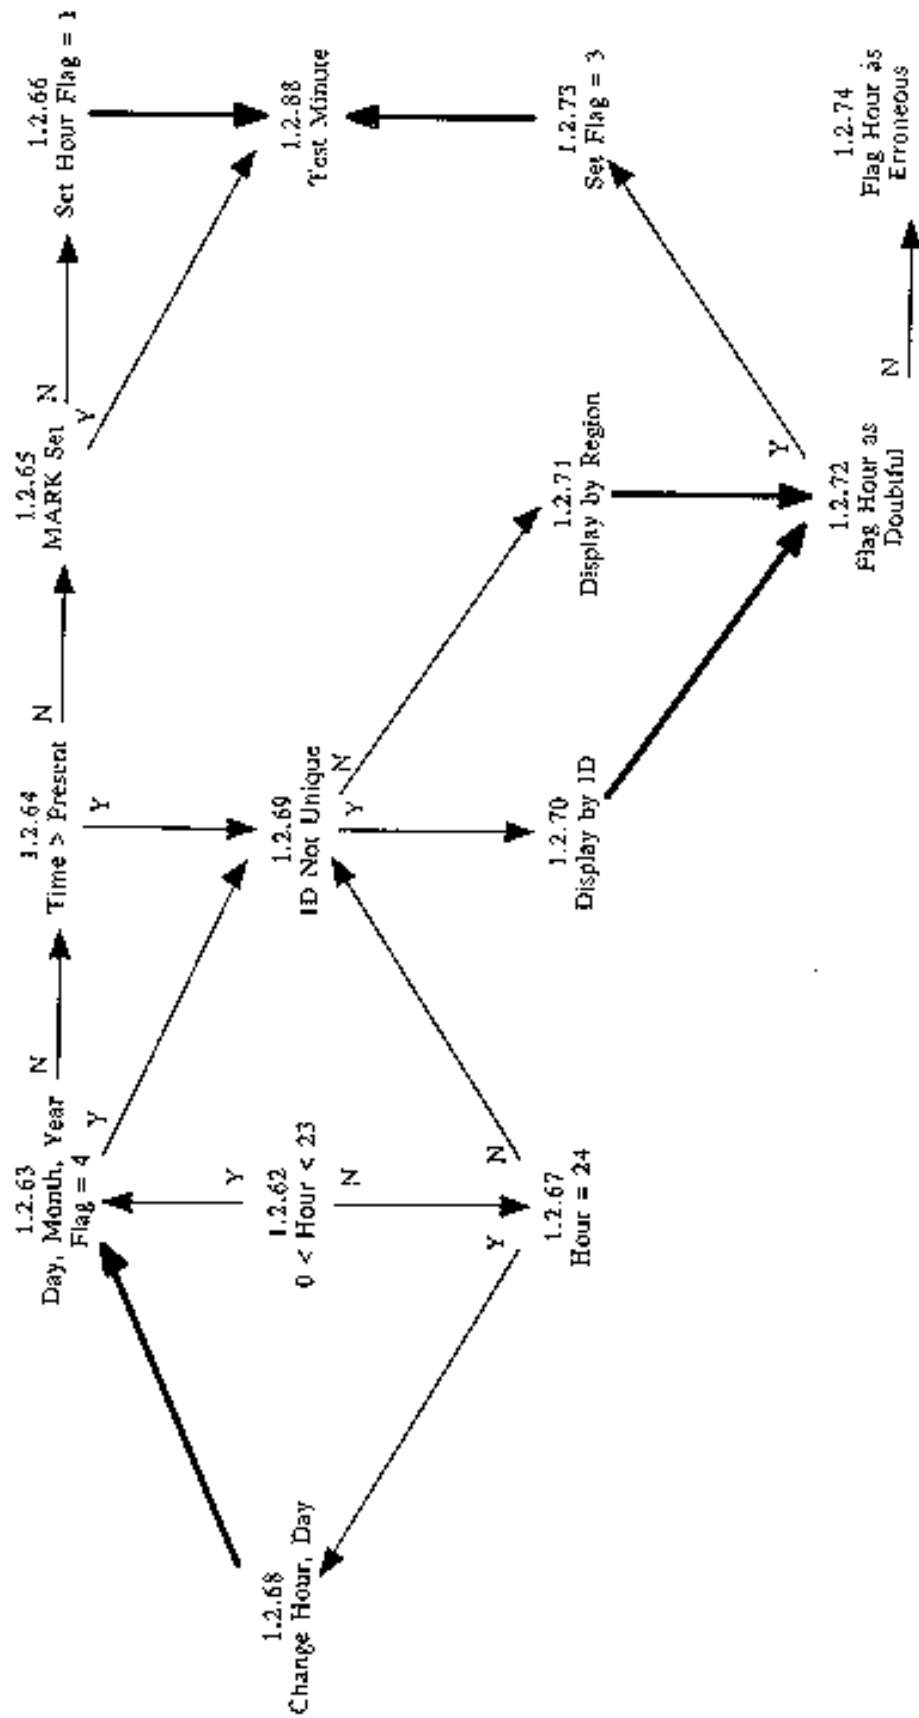 1.2.63
Day, Month, Year
Flag = 4
N
Y
1.2.64
Time > Present
N
Y
1.2.65
MARK Set
N
Y
1.2.66
Set Hour Flag = 1
1.2.68
Change Hour, Day
Y
1.2.62
0 < Hour < 23
N
1.2.69
ID Not Unique
N
Y
1.2.88
Test Minute
Y
N
1.2.67
Hour = 24
1.2.70
Display by ID
1.2.71
Display by Region
1.2.73
Set Flag = 3
Y
1.2.72
Flag Hour as
Doubtful
N
1.2.74
Flag Hour as
Erroneous